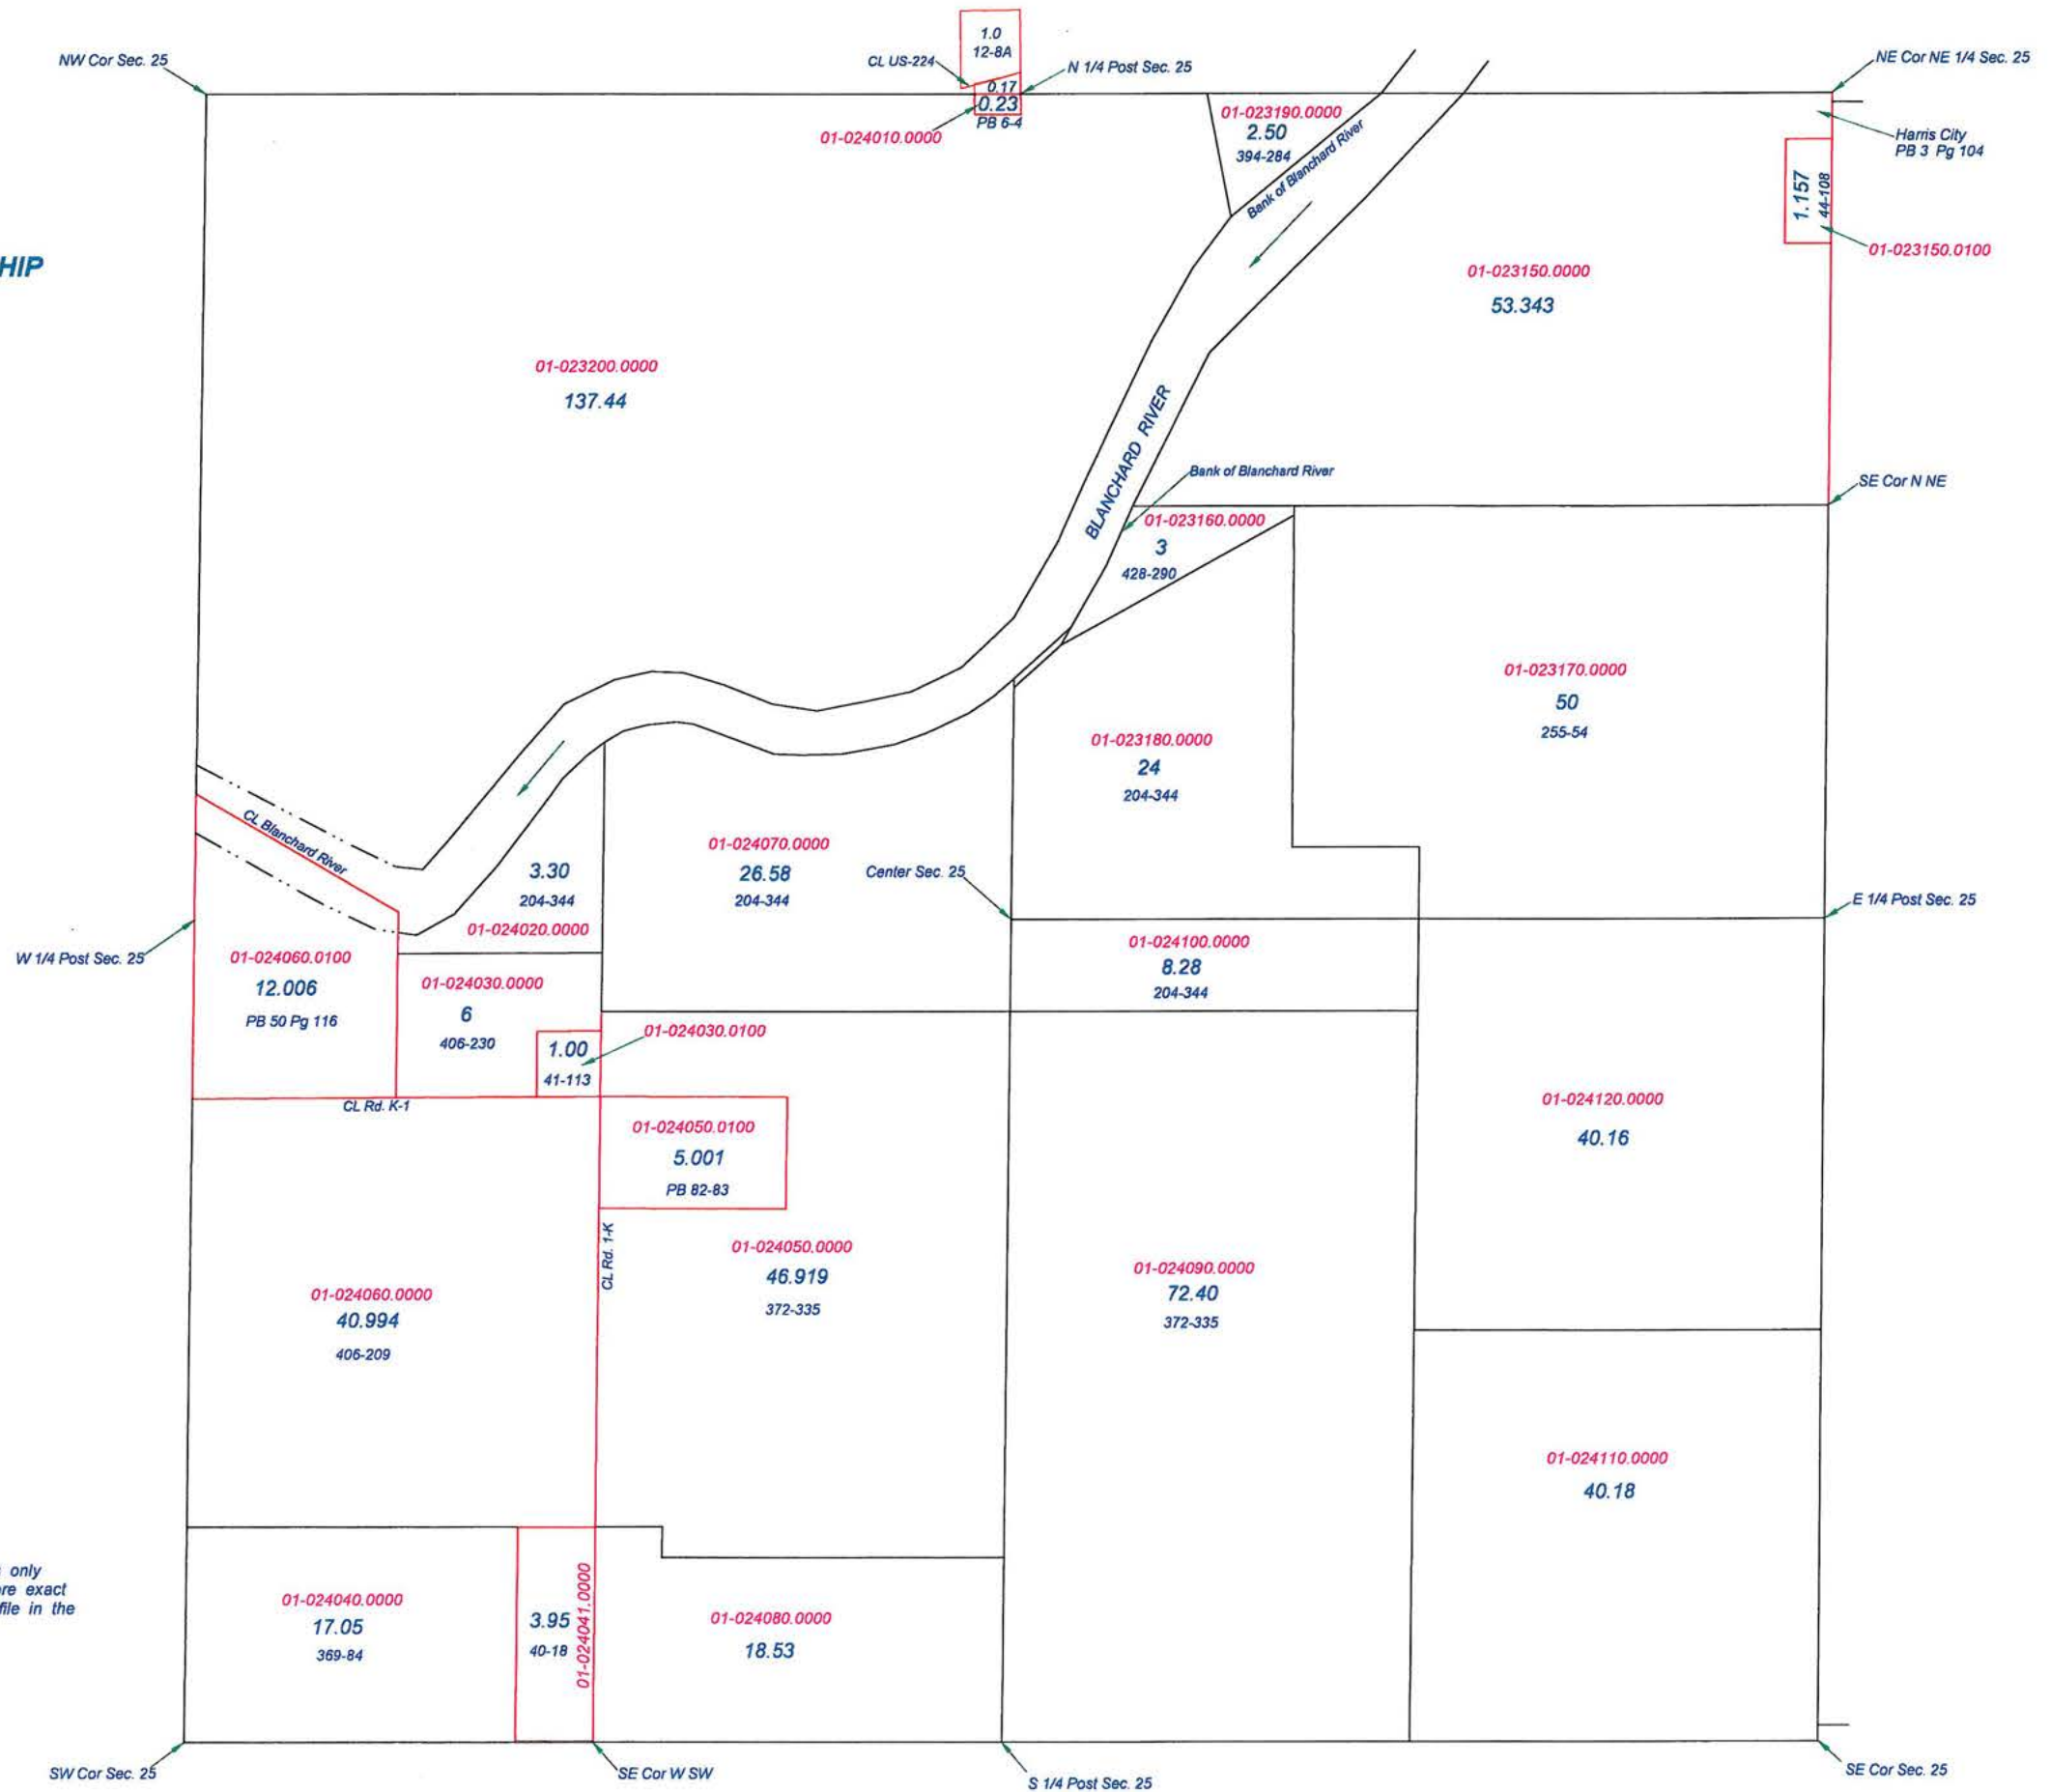 1.0
12-8A
NW Cor Sec. 25
CL US-224
N 1/4 Post Sec. 25
NE Cor NE 1/4 Sec. 25
0.17
0.23
PB 6-4
01-024010.0000
01-023190.0000
2.50
394-284
Bank of Blanchard River
Harris City
PB 3 Pg 104
1.157
44-108
01-023150.0100
HIP
01-023150.0000
53.343
01-023200.0000
137.44
BLANCHARD RIVER
Bank of Blanchard River
SE Cor N NE
01-023160.0000
3
428-290
01-023170.0000
50
255-54
01-023180.0000
24
204-344
CL Blanchard River
3.30
204-344
01-024020.0000
01-024070.0000
26.58
204-344
Center Sec. 25
E 1/4 Post Sec. 25
W 1/4 Post Sec. 25
01-024060.0100
12.006
PB 50 Pg 116
01-024030.0000
6
406-230
01-024100.0000
8.28
204-344
1.00
41-113
01-024030.0100
CL Rd. K-1
01-024050.0100
5.001
PB 82-83
01-024120.0000
40.16
CL Rd. 1-K
01-024050.0000
46.919
372-335
01-024090.0000
72.40
372-335
01-024060.0000
40.994
406-209
01-024110.0000
40.18
only
re exact
file in the
01-024040.0000
17.05
369-84
3.95
40-18
01-024041.0000
01-024080.0000
18.53
SW Cor Sec. 25
SE Cor W SW
S 1/4 Post Sec. 25
SE Cor Sec. 25